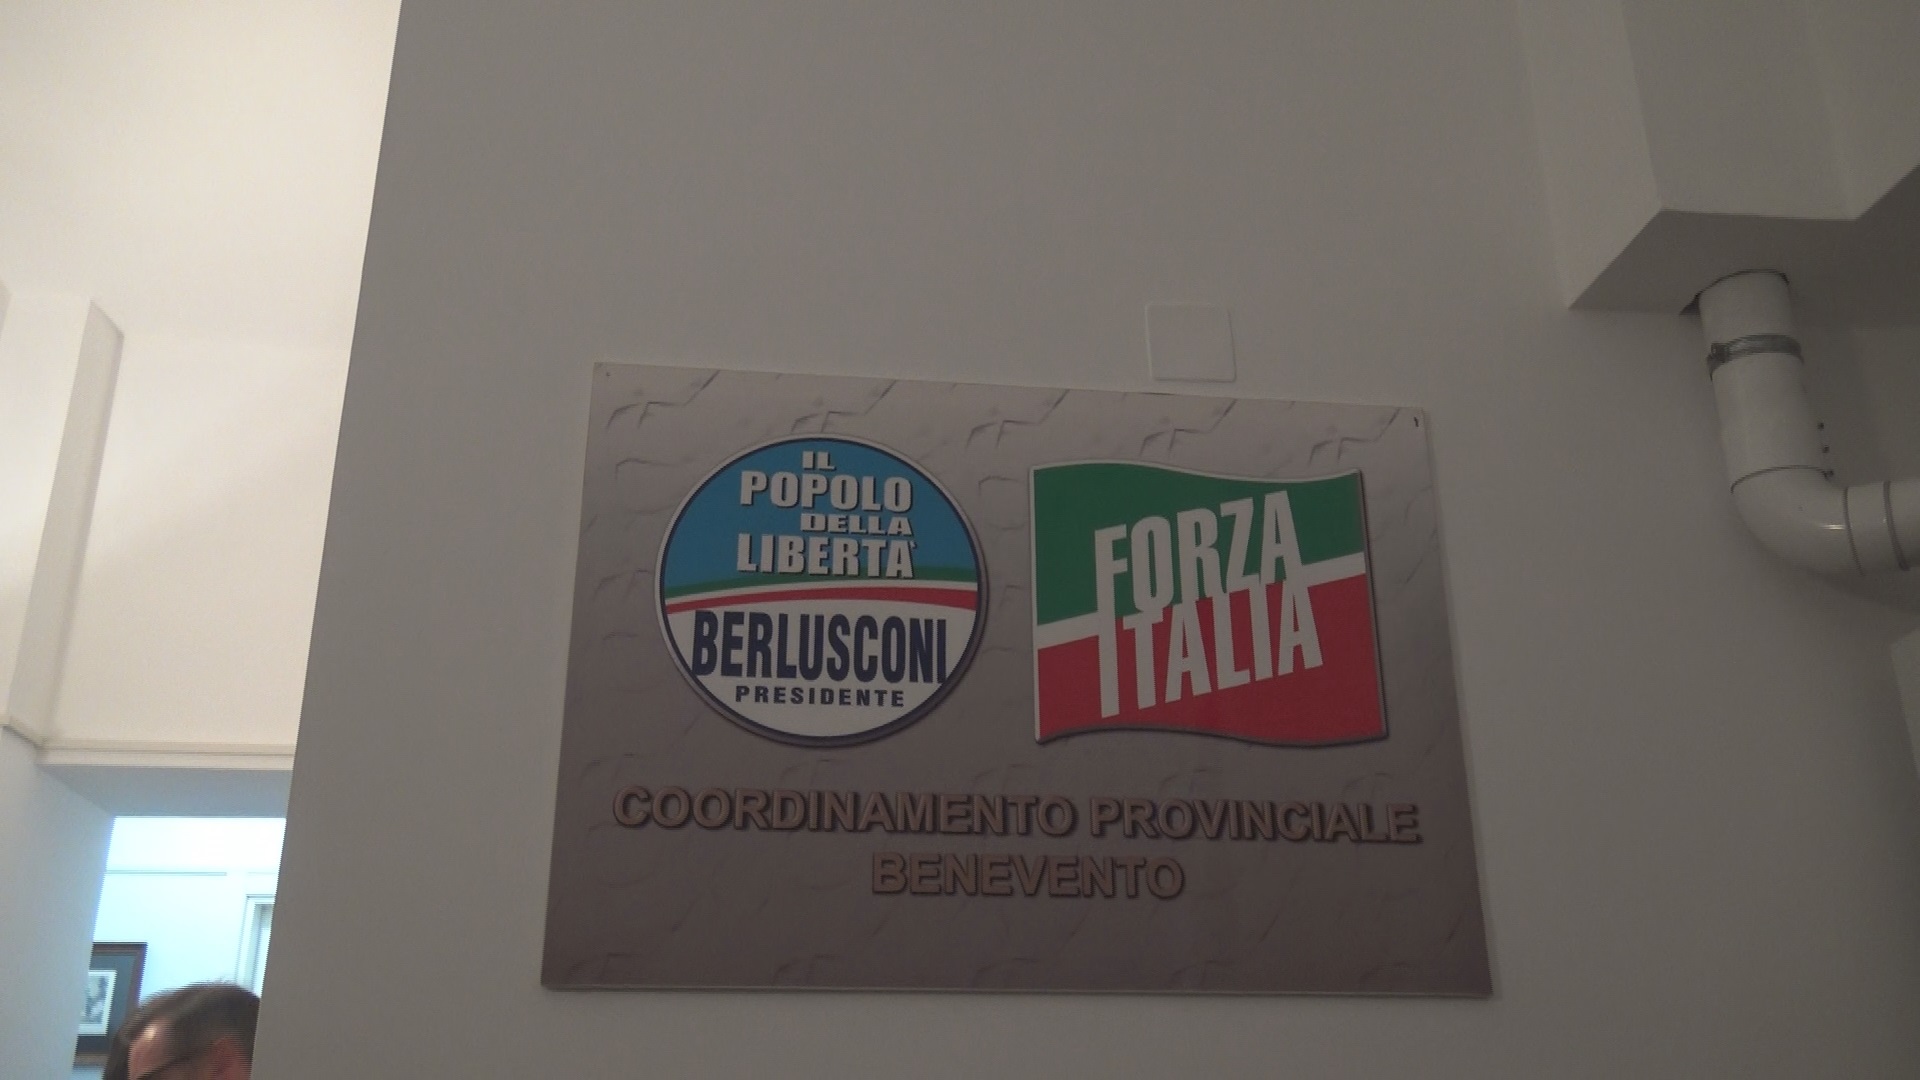 IL
POPOLO
DELLA
LIBERTA'
BERLUSCONI
PRESIDENTE
FORZA
ITALIA
COORDINAMENTO PROVINCIALE
BENEVENTO